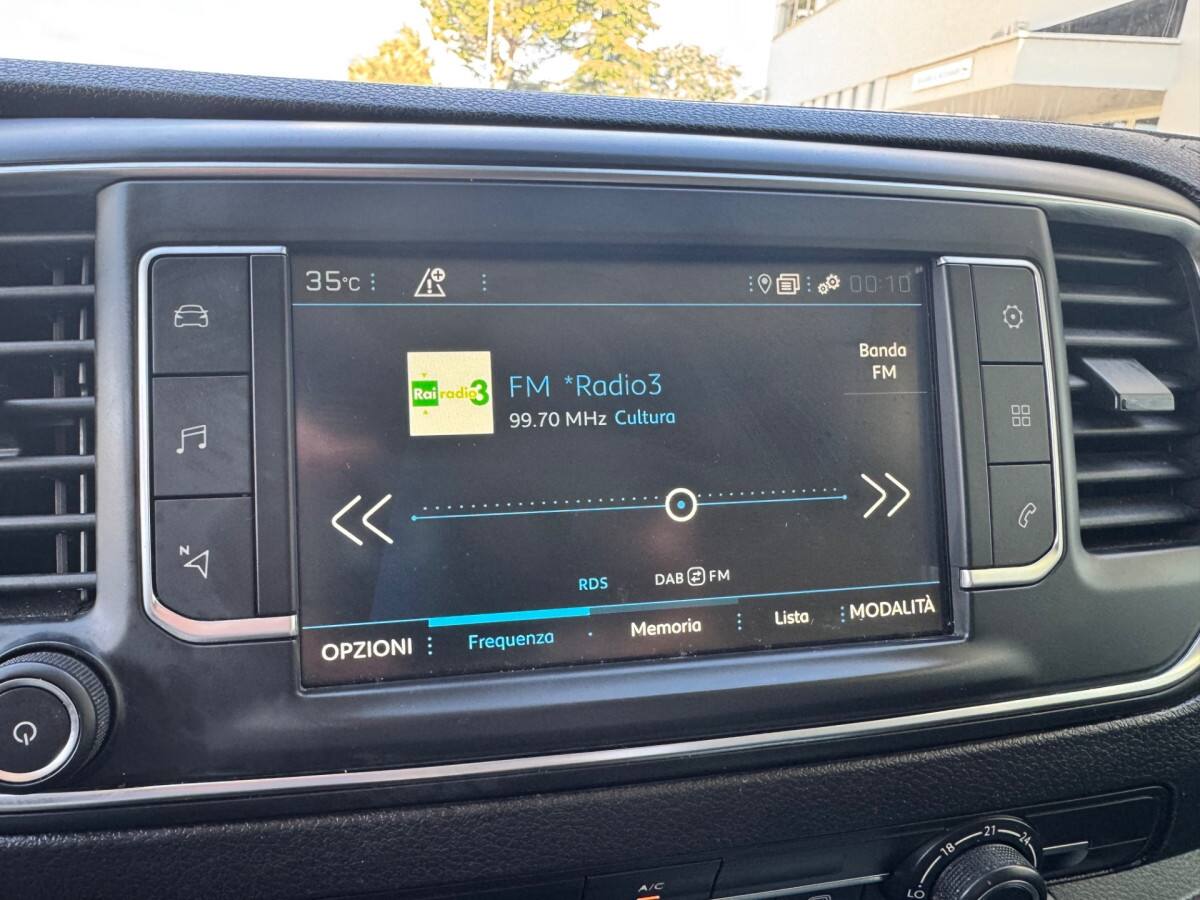 35°C
00:10
Banda
FM
Rai radio 3
FM *Radio3
99.70 MHz Cultura
N
RDS
DAB FM
OPZIONI
Frequenza
Memoria
Lista
MODALITÀ
A/C
LO 18 21 24